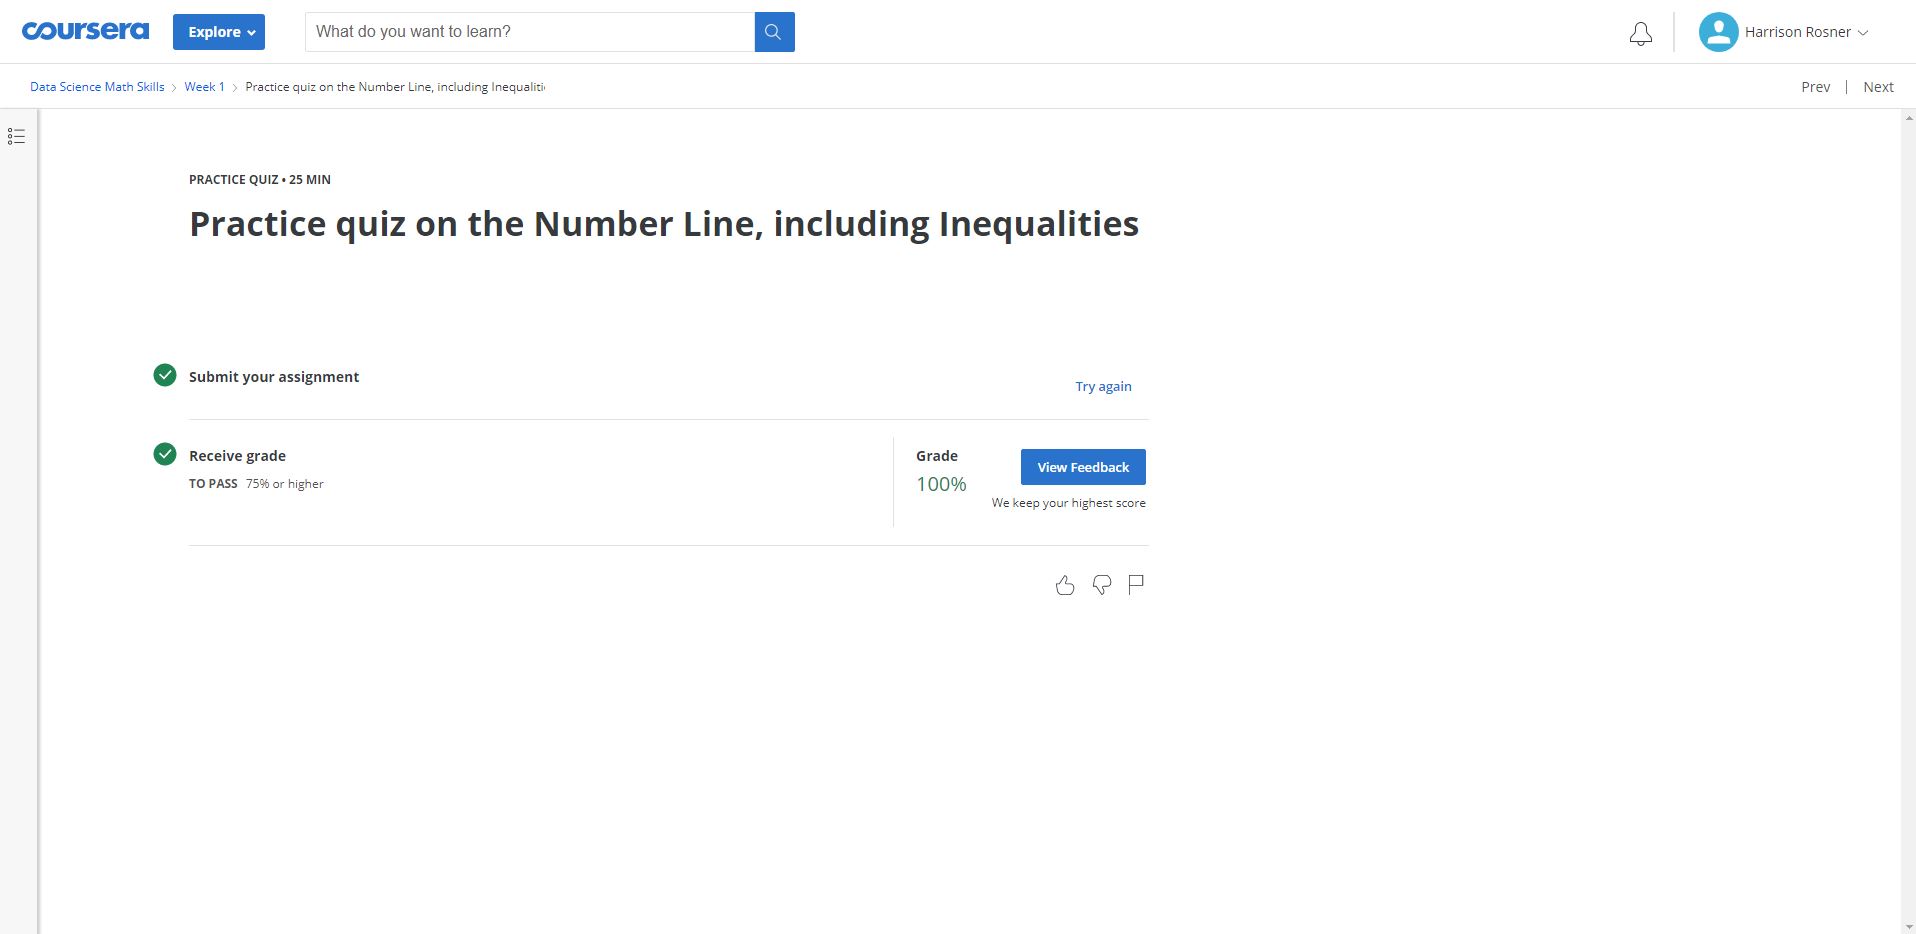 coursera Explore What do you want to learn? Harrison Rosner
Data Science Math Skills Week 1 Practice quiz on the Number Line, including Inequaliti Prev | Next
PRACTICE QUIZ • 25 MIN
Practice quiz on the Number Line, including Inequalities
Submit your assignment
Try again
Receive grade
TO PASS 75% or higher
Grade
100%
View Feedback
We keep your highest score